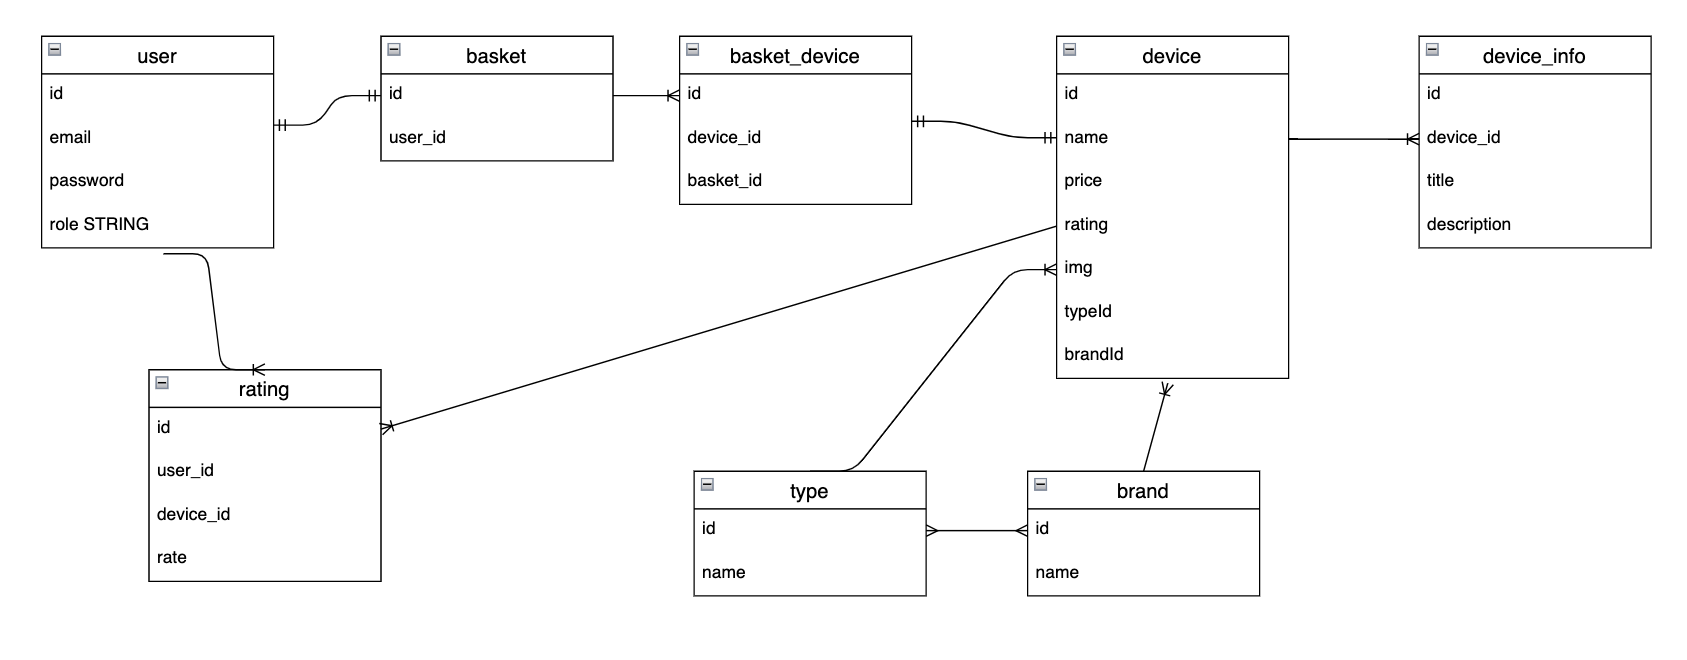 user
id
email
password
role STRING
basket
id
user_id
basket_device
id
device_id
basket_id
device
id
name
price
rating
img
typeId
brandId
device_info
id
device_id
title
description
rating
id
user_id
device_id
rate
type
id
name
brand
id
name